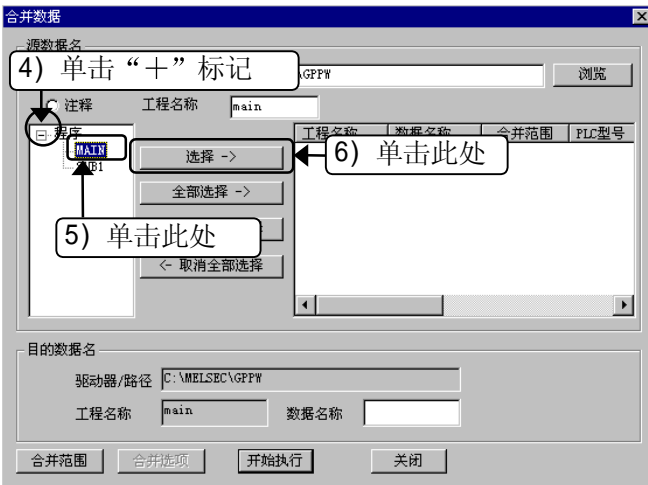 合并数据
源数据名
4) 单击“＋”标记
\GPPW
浏览
注释
工程名称
main
程序
MAIN
SUB1
选择 ->
全部选择 ->
<- 取消全部选择
工程名称 数据名称 合并范围 PLC型号
6) 单击此处
5) 单击此处
目的数据名
驱动器/路径
C:\MELSEC\GPPW
工程名称
main
数据名称
合并范围
合并选项
开始执行
关闭